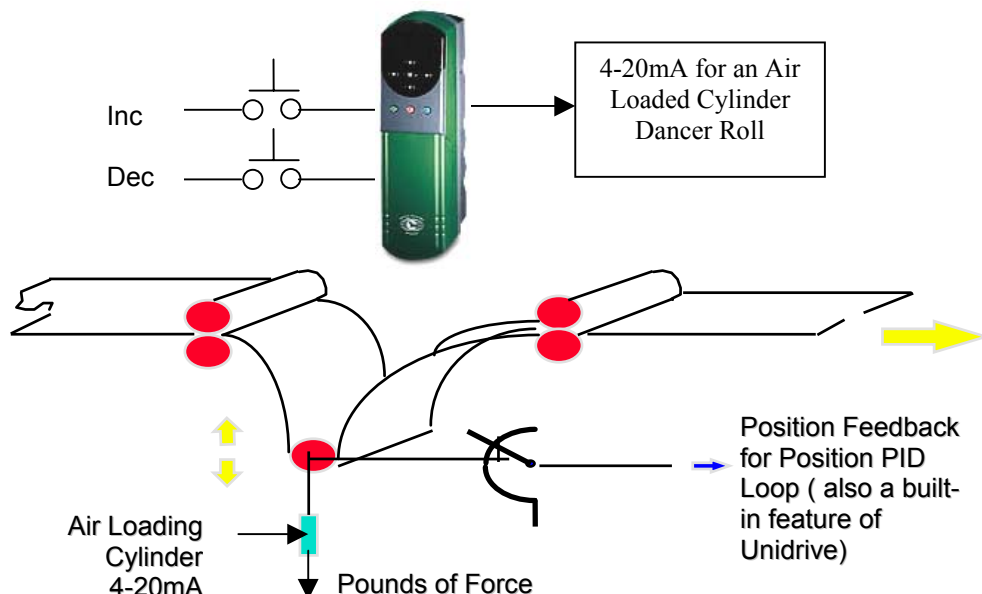 Inc
Dec
4-20mA for an Air
Loaded Cylinder
Dancer Roll
Position Feedback
for Position PID
Loop ( also a built-
in feature of
Unidrive)
Air Loading
Cylinder
4-20mA
Pounds of Force